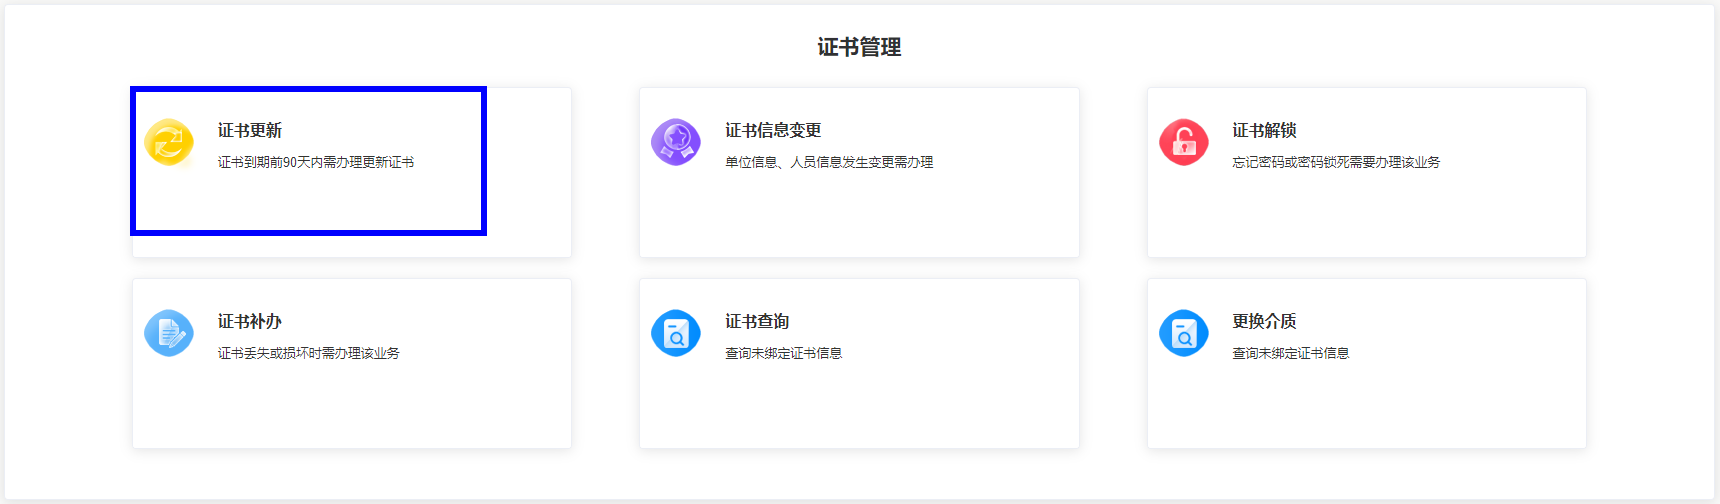 证书管理
证书更新
证书到期前90天内需办理更新证书
证书信息变更
单位信息、人员信息发生变更需办理
证书解锁
忘记密码或密码锁死需要办理该业务
证书补办
证书丢失或损坏时需办理该业务
证书查询
查询未绑定证书信息
更换介质
查询未绑定证书信息